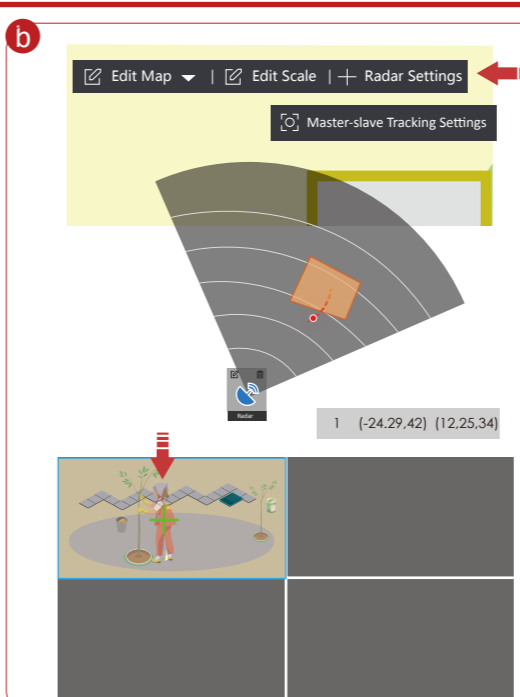 b
Edit Map | Edit Scale | Radar Settings
Master-slave Tracking Settings
Radar
1 (-24.29,42) (12,25,34)